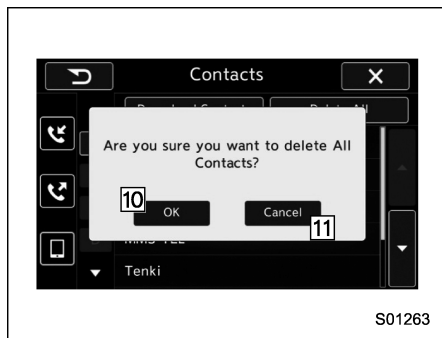 Contacts
Are you sure you want to delete All
Contacts?
10
OK
Cancel
11
Tenki
S01263